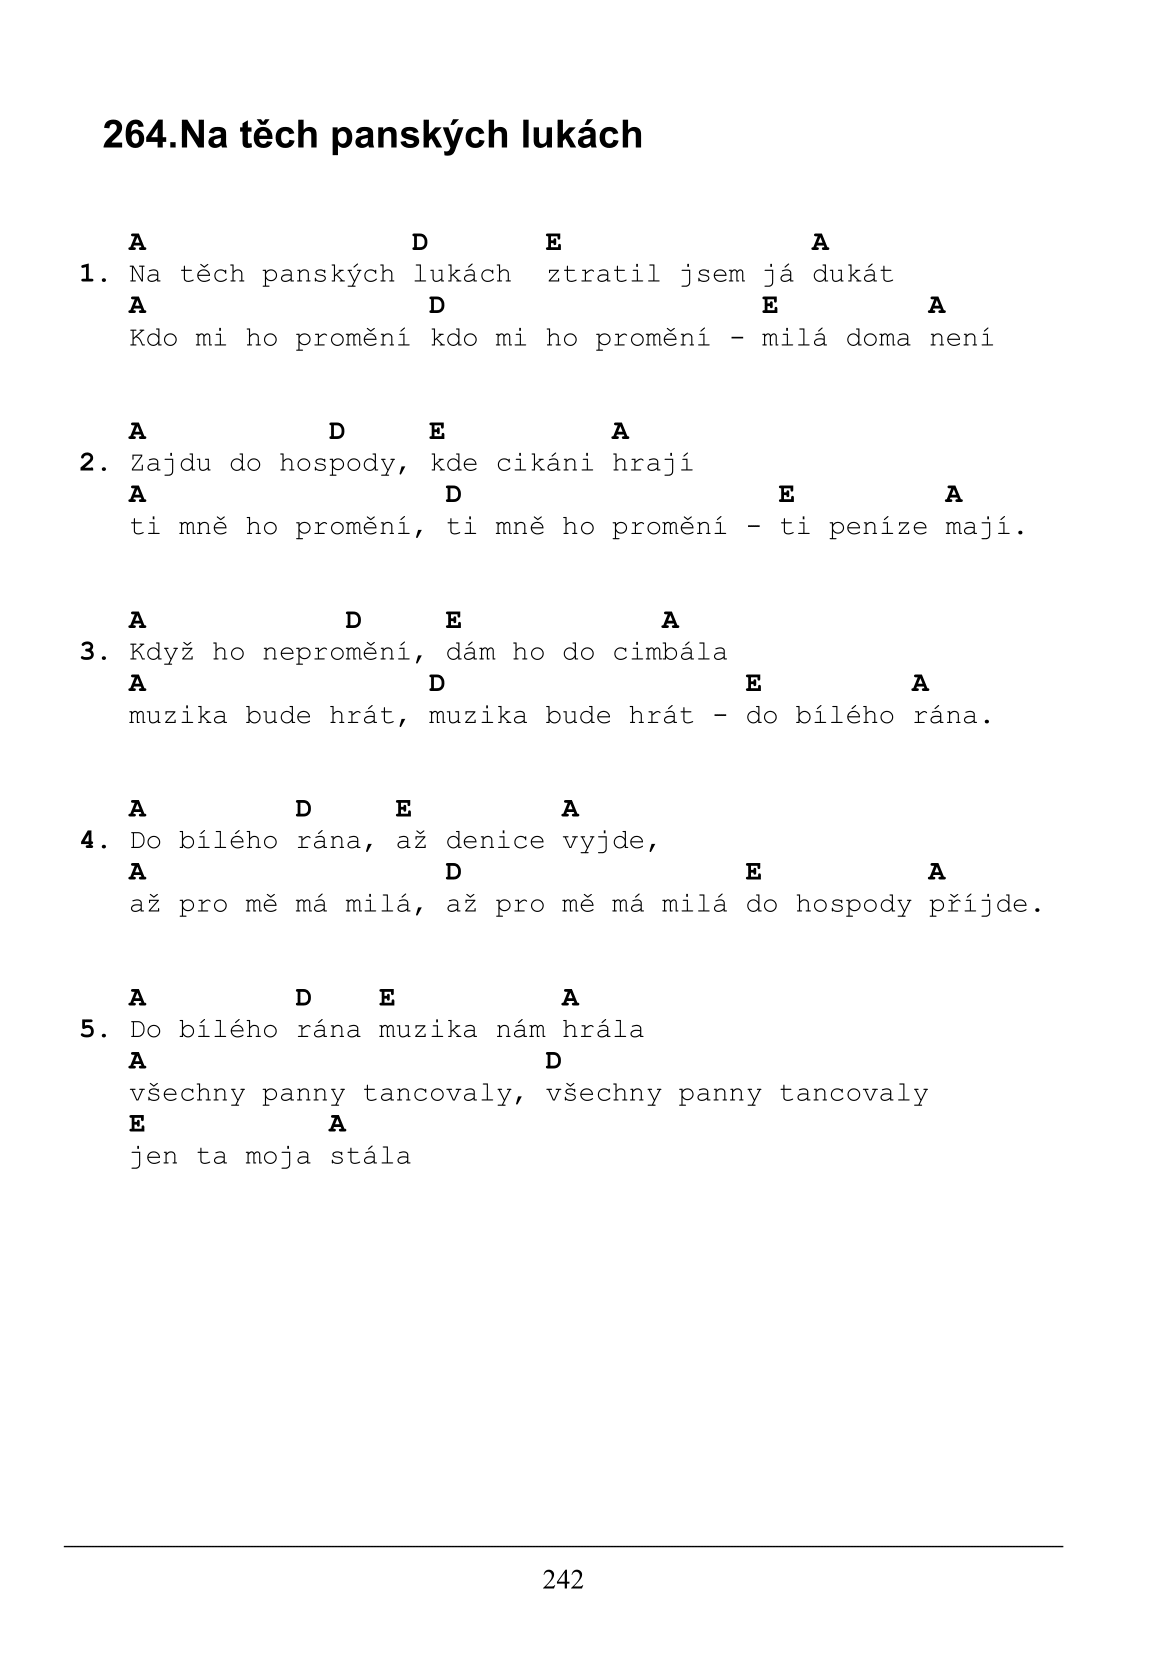 264.Na těch panských lukách
   A                D       E               A
1. Na těch panských lukách  ztratil jsem já dukát
   A                 D                   E         A
   Kdo mi ho promění kdo mi ho promění - milá doma není
   A           D     E          A
2. Zajdu do hospody, kde cikáni hrají
   A                  D                   E         A
   ti mně ho promění, ti mně ho promění - ti peníze mají.
   A            D     E            A
3. Když ho nepromění, dám ho do cimbála
   A                 D                  E         A
   muzika bude hrát, muzika bude hrát - do bílého rána.
   A         D     E         A
4. Do bílého rána, až denice vyjde,
   A                  D                 E          A
   až pro mě má milá, až pro mě má milá do hospody příjde.
   A         D    E          A
5. Do bílého rána muzika nám hrála
   A                        D
   všechny panny tancovaly, všechny panny tancovaly
   E           A
   jen ta moja stála
242